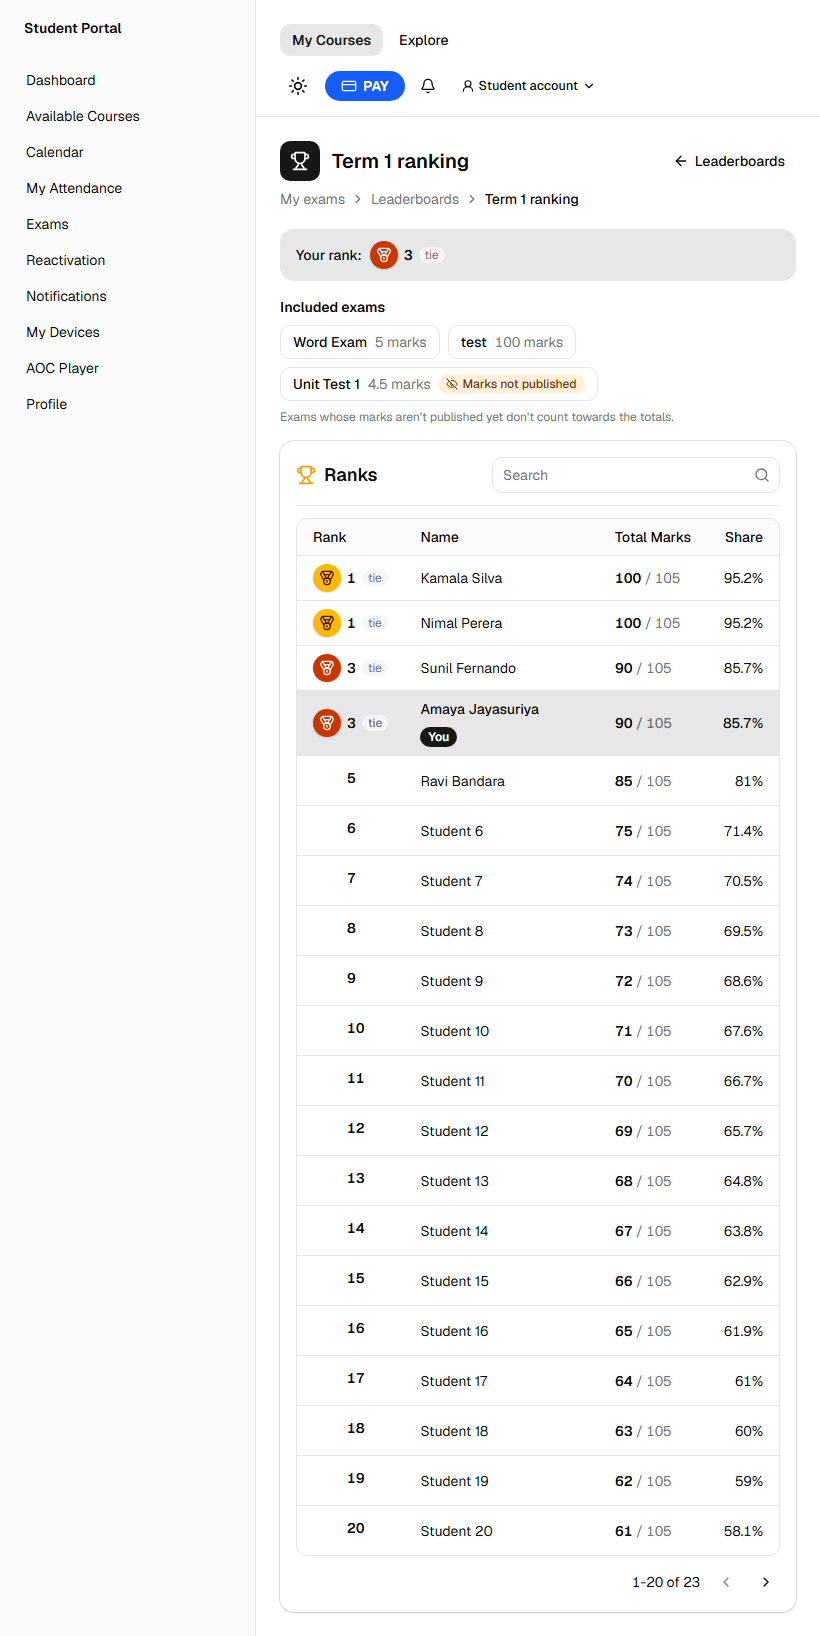 Student Portal
Dashboard
Available Courses
Calendar
My Attendance
Exams
Reactivation
Notifications
My Devices
AOC Player
Profile
My Courses Explore
PAY Student account
Term 1 ranking Leaderboards
My exams > Leaderboards > Term 1 ranking
Your rank: 3 tie
Included exams
Word Exam 5 marks test 100 marks
Unit Test 1 4.5 marks Marks not published
Exams whose marks aren't published yet don't count towards the totals.
Ranks Search
Rank Name Total Marks Share
1 tie Kamala Silva 100 / 105 95.2%
1 tie Nimal Perera 100 / 105 95.2%
3 tie Sunil Fernando 90 / 105 85.7%
3 tie Amaya Jayasuriya 90 / 105 85.7%
You
5 Ravi Bandara 85 / 105 81%
6 Student 6 75 / 105 71.4%
7 Student 7 74 / 105 70.5%
8 Student 8 73 / 105 69.5%
9 Student 9 72 / 105 68.6%
10 Student 10 71 / 105 67.6%
11 Student 11 70 / 105 66.7%
12 Student 12 69 / 105 65.7%
13 Student 13 68 / 105 64.8%
14 Student 14 67 / 105 63.8%
15 Student 15 66 / 105 62.9%
16 Student 16 65 / 105 61.9%
17 Student 17 64 / 105 61%
18 Student 18 63 / 105 60%
19 Student 19 62 / 105 59%
20 Student 20 61 / 105 58.1%
1-20 of 23